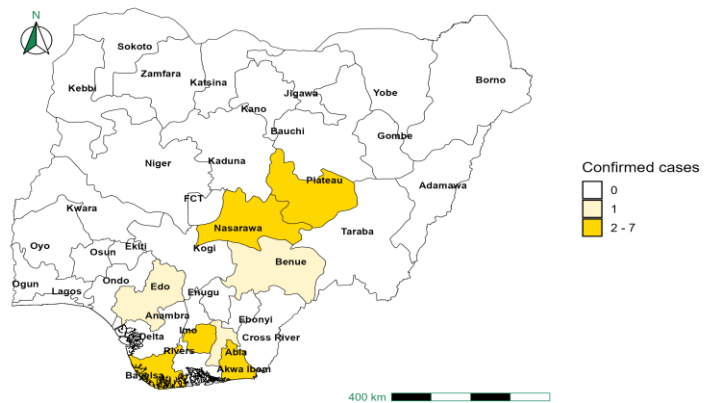 N
Sokoto
Zamfara
Katsina
Kebbi
Jigawa
Yobe
Borno
Kano
Bauchi
Gombe
Niger
Kaduna
Plateau
Adamawa
FCT
Kwara
Nasarawa
Taraba
Oyo
Osun
Ekiti
Kogi
Benue
Ogun
Lagos
Ondo
Edo
Enugu
Anambra
Ebonyi
Delta
Imo
Cross River
Rivers
Abia
Bayelsa
Akwa Ibom
Confirmed cases
0
1
2 - 7
400 km